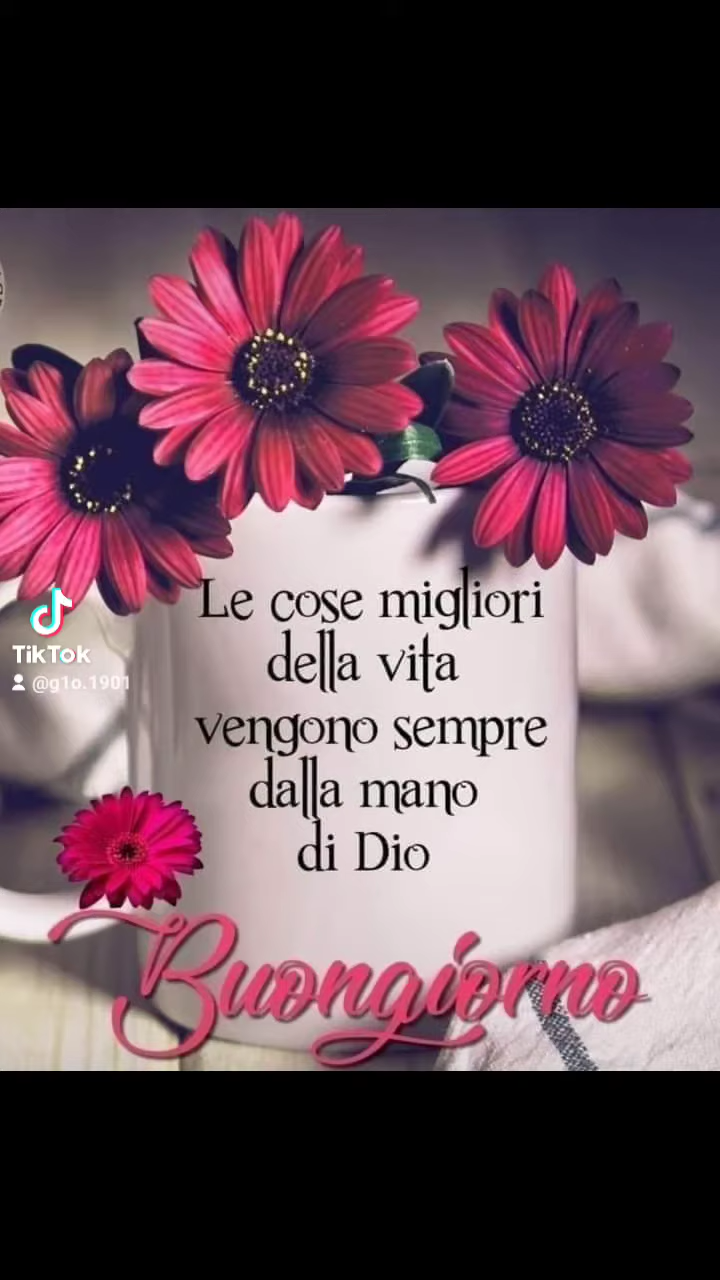 Le cose migliori
della vita
vengono sempre
dalla mano
di Dio
TikTok
@g1o.1901
Buongiorno